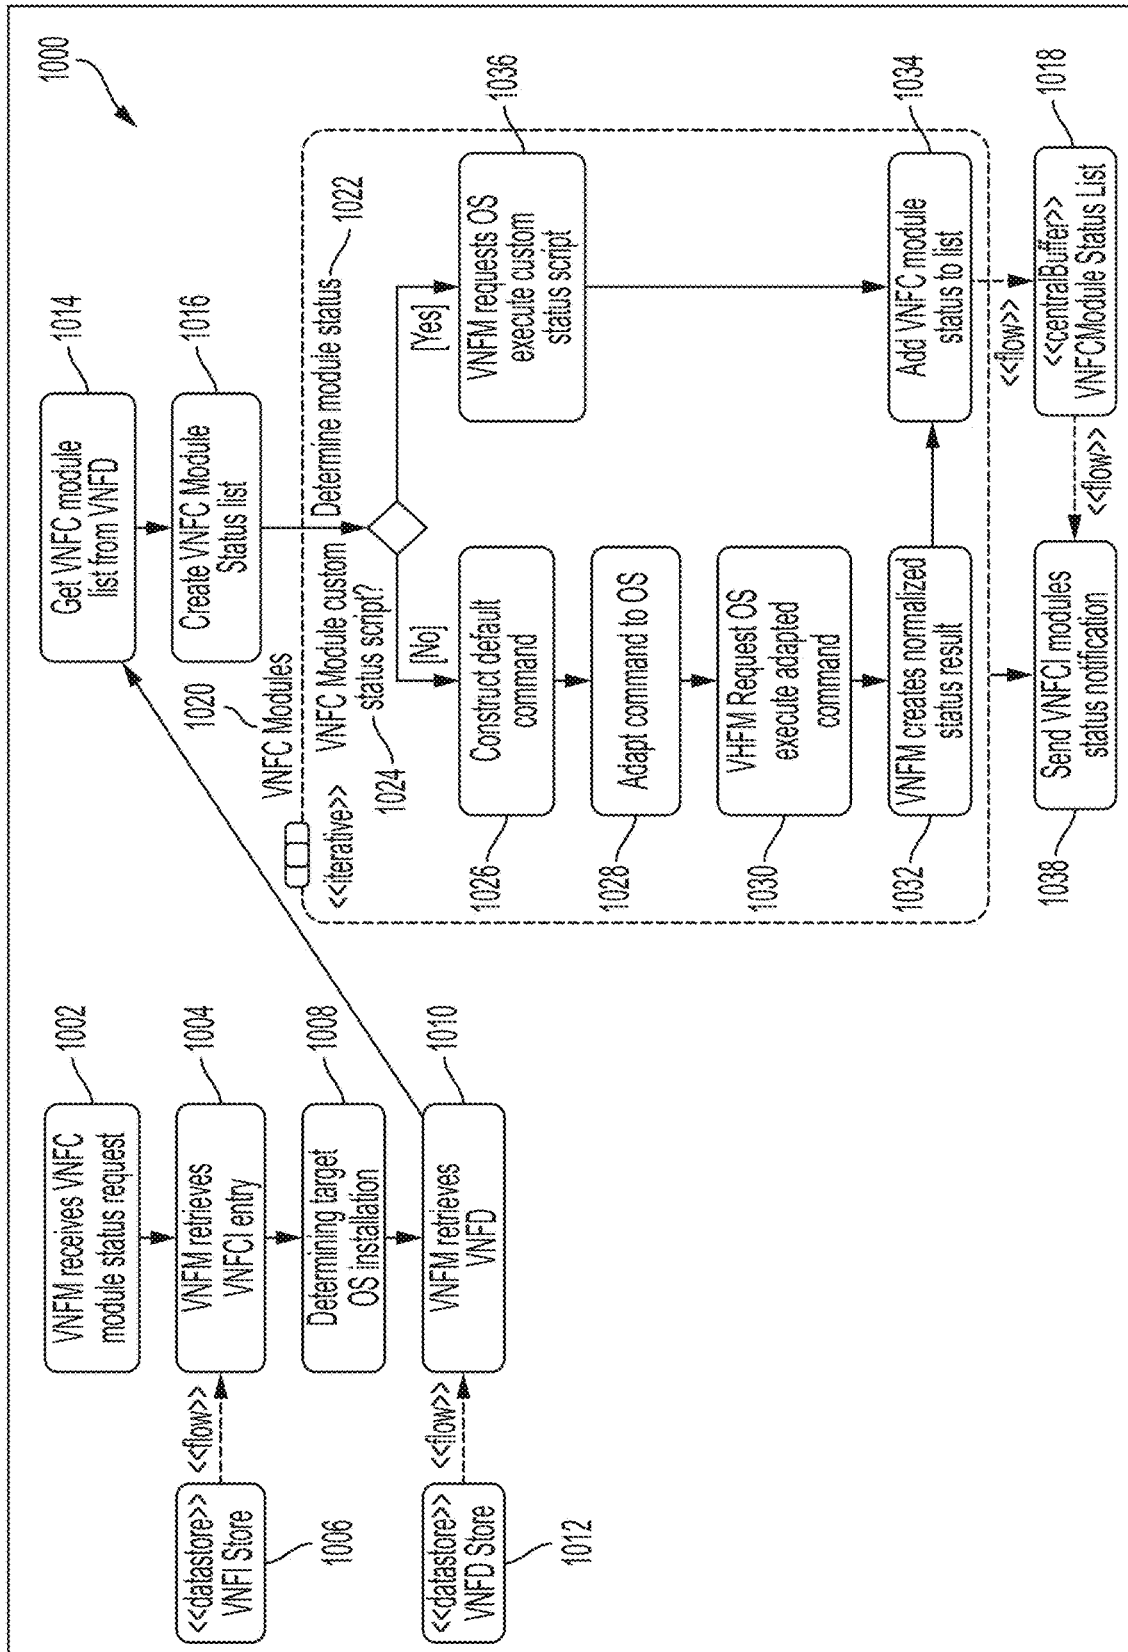 1000
VNFM receives VNFC
module status request
1002
<<datastore>>
VNFI Store
1006
<<flow>>
VNFM retrieves
VNFCI entry
1004
Determining target
OS installation
1008
<<datastore>>
VNFD Store
1012
<<flow>>
VNFM retrieves
VNFD
1010
Get VNFC module
list from VNFD
1014
Create VNFC Module
Status list
1016
1020
VNFC Modules
<<iterative>>
VNFC Module custom
status script?
1024
Determine module status
1022
[No]
[Yes]
Construct default
command
1026
Adapt command to OS
1028
VHFM Request OS
execute adapted
command
1030
VNFM creates normalized
status result
1032
VNFM requests OS
execute custom
status script
1036
Add VNFC module
status to list
1034
<<flow>>
<<centralBuffer>>
VNFCModule Status List
1018
<<flow>>
Send VNFCI modules
status notification
1038